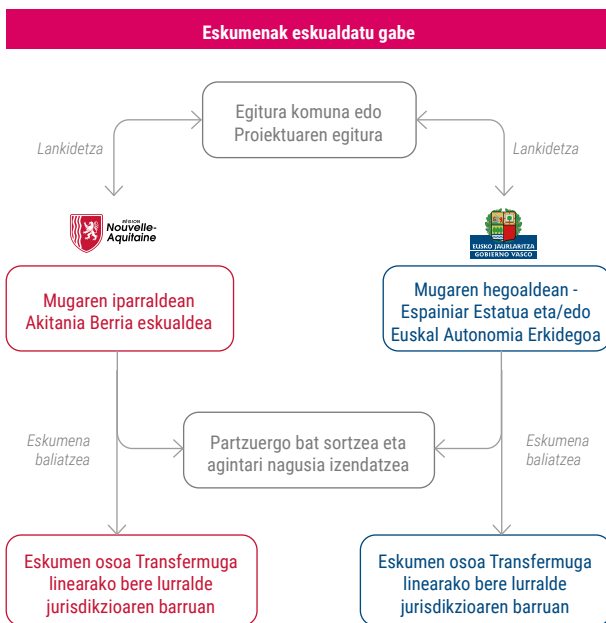 Eskumenak eskualdatu gabe
Egitura komuna edo
Proiektuaren egitura
Lankidetza
Lankidetza
RÉGION
Nouvelle-
Aquitaine
EUSKO JAURLARITZA
GOBIERNO VASCO
Mugaren iparraldean
Akitania Berria eskualdea
Mugaren hegoaldean -
Espainiar Estatua eta/edo
Euskal Autonomia Erkidegoa
Eskumena
baliatzea
Partzuergo bat sortzea eta
agintari nagusia izendatzea
Eskumena
baliatzea
Eskumen osoa Transfermuga
linearako bere lurralde
jurisdikzioaren barruan
Eskumen osoa Transfermuga
linearako bere lurralde
jurisdikzioaren barruan